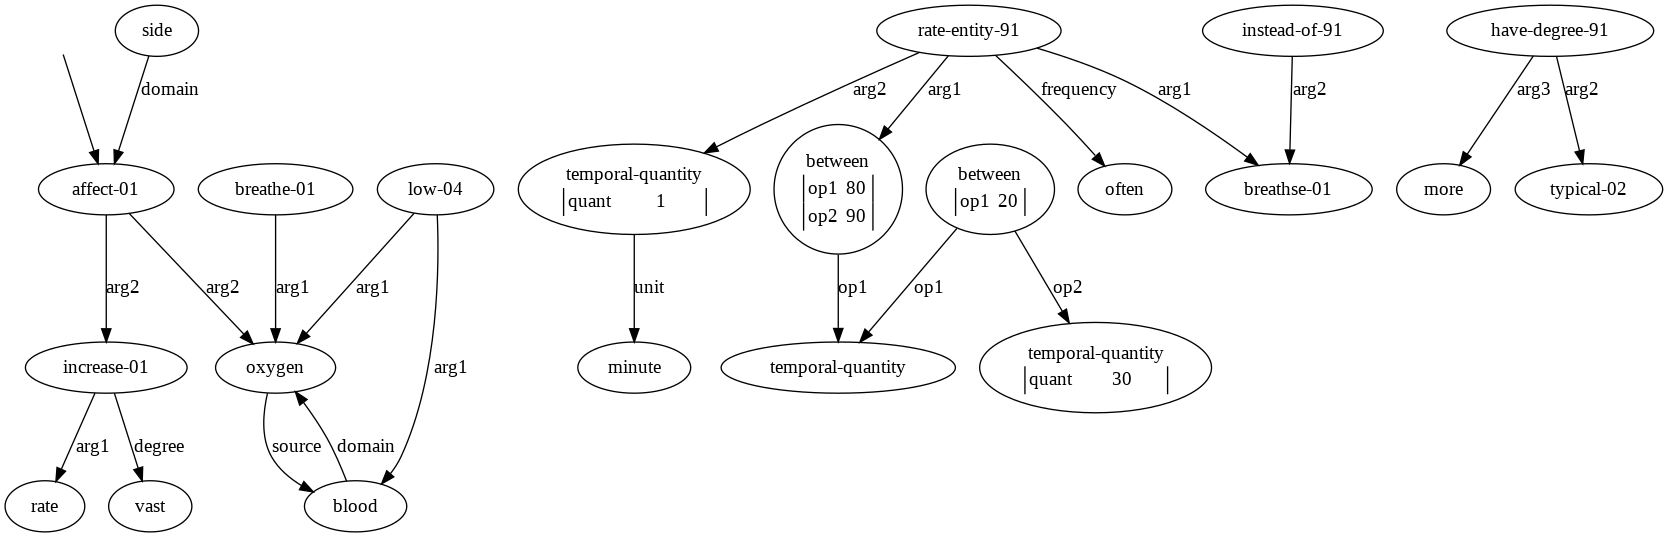 side
rate-entity-91
instead-of-91
have-degree-91
domain
arg2
arg1
frequency
arg1
arg2
arg3
arg2
affect-01
breathe-01
low-04
temporal-quantity
quant 1
between
op1 80
op2 90
between
op1 20
often
breathse-01
more
typical-02
arg2
arg2
arg1
arg1
arg1
unit
op1
op1
op2
increase-01
oxygen
minute
temporal-quantity
temporal-quantity
quant 30
arg1
degree
source
domain
rate
vast
blood